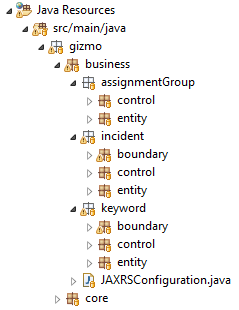 Java Resources
src/main/java
gizmo
business
assignmentGroup
control
entity
incident
boundary
control
entity
keyword
boundary
control
entity
JAXRSConfiguration.java
core